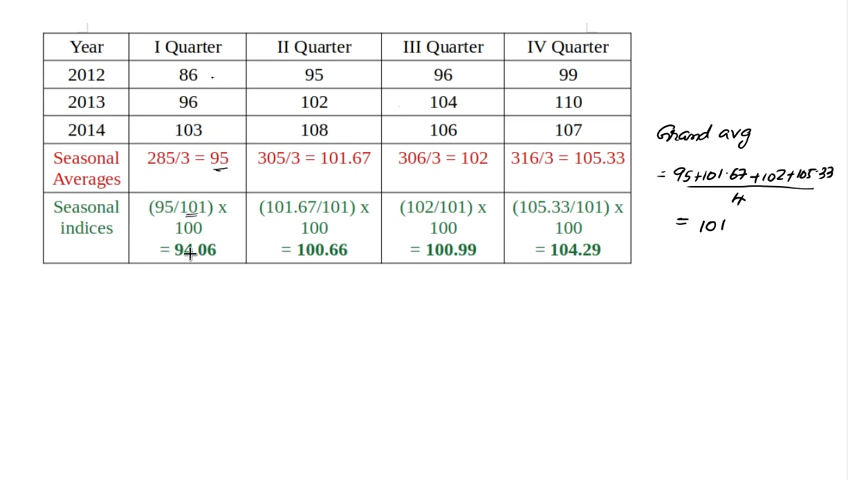 Year I Quarter II Quarter III Quarter IV Quarter
2012 86 95 96 99
2013 96 102 104 110
2014 103 108 106 107
Seasonal Averages 285/3 = 95 305/3 = 101.67 306/3 = 102 316/3 = 105.33
Seasonal indices (95/101) x 100 = 94.06 (101.67/101) x 100 = 100.66 (102/101) x 100 = 100.99 (105.33/101) x 100 = 104.29
Grand avg
= 95+101.67+102+105.33
4
= 101